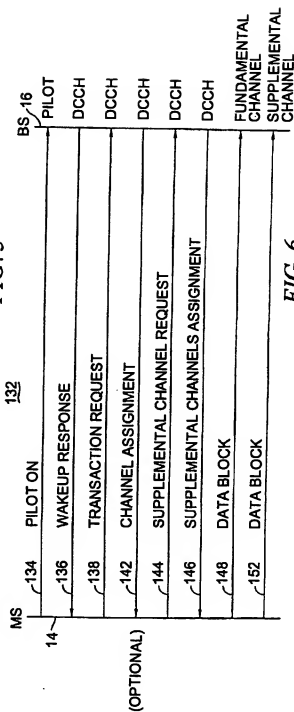 132
MS
BS 16
14
134 PILOT ON PILOT
136 WAKEUP RESPONSE DCCH
138 TRANSACTION REQUEST DCCH
142 CHANNEL ASSIGNMENT DCCH
(OPTIONAL)
144 SUPPLEMENTAL CHANNEL REQUEST DCCH
146 SUPPLEMENTAL CHANNELS ASSIGNMENT DCCH
148 DATA BLOCK FUNDAMENTAL
CHANNEL
152 DATA BLOCK SUPPLEMENTAL
CHANNEL